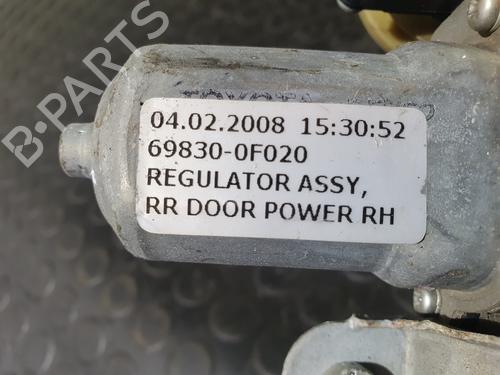 B-PARTS
04.02.2008 15:30:52
69830-0F020
REGULATOR ASSY,
RR DOOR POWER RH